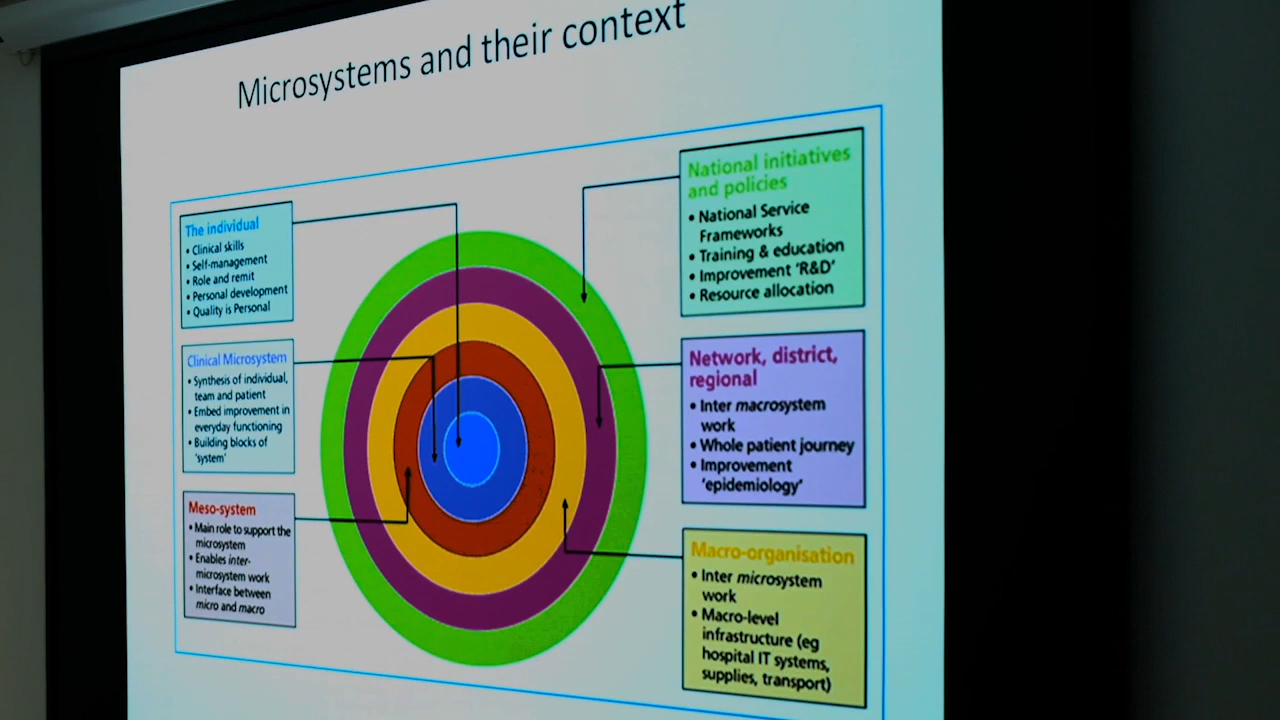 Microsystems and their context
The individual
• Clinical skills
• Self-management
• Role and remit
• Personal development
• Quality is Personal
Clinical Microsystem
• Synthesis of individual,
team and patient
• Embed improvement in
everyday functioning
• Building blocks of
'system'
Meso-system
• Main role to support the
microsystem
• Enables inter-
microsystem work
• Interface between
micro and macro
National initiatives
and policies
• National Service
Frameworks
• Training & education
• Improvement 'R&D'
• Resource allocation
Network, district,
regional
• Inter macrosystem
work
• Whole patient journey
• Improvement
'epidemiology'
Macro-organisation
• Inter microsystem
work
• Macro-level
infrastructure (eg
hospital IT systems,
supplies, transport)